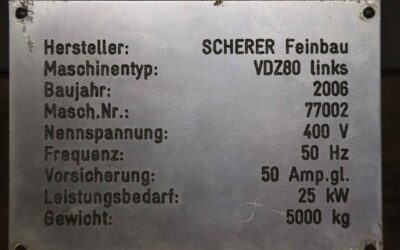 Hersteller: SCHERER Feinbau
Maschinentyp: VDZ80 links
Baujahr: 2006
Masch.Nr.: 77002
Nennspannung: 400 V
Frequenz: 50 Hz
Vorsicherung: 50 Amp.gl.
Leistungsbedarf: 25 kW
Gewicht: 5000 kg